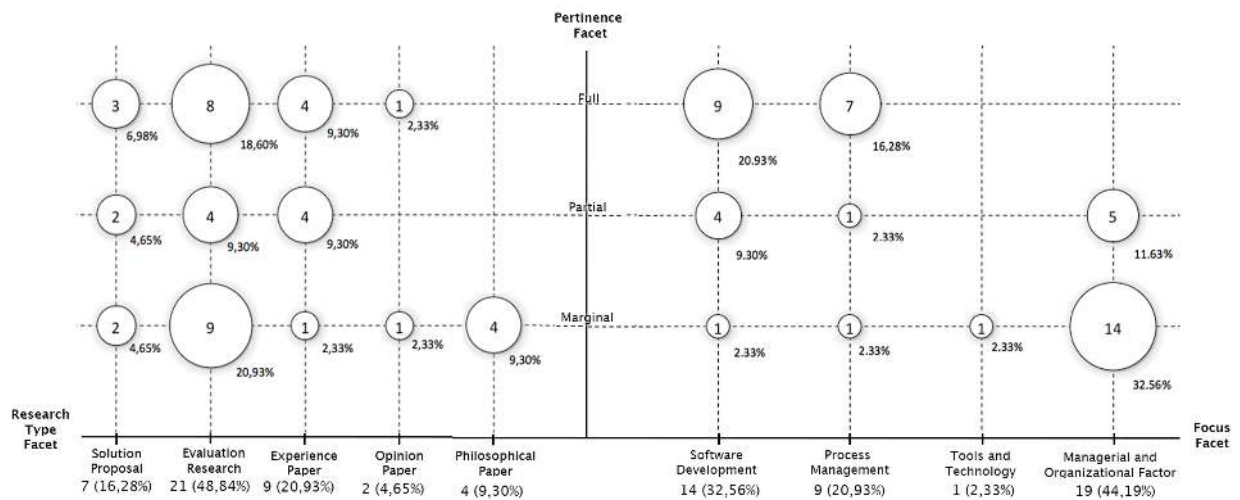 Pertinence
Facet
3
8
4
1
Full
9
7
6,98%
18,60%
9,30%
2,33%
20.93%
16,28%
2
4
4
Partial
4
1
5
4,65%
9,30%
9,30%
9.30%
2.33%
11.63%
2
9
1
1
4
Marginal
1
1
1
14
4,65%
20,93%
2,33%
2,33%
9,30%
2.33%
2.33%
2.33%
32.56%
Research
Type
Facet
Focus
Facet
Solution
Proposal
7 (16,28%)
Evaluation
Research
21 (48,84%)
Experience
Paper
9 (20,93%)
Opinion
Paper
2 (4,65%)
Philosophical
Paper
4 (9,30%)
Software
Development
14 (32,56%)
Process
Management
9 (20,93%)
Tools and
Technology
1 (2,33%)
Managerial and
Organizational Factor
19 (44,19%)